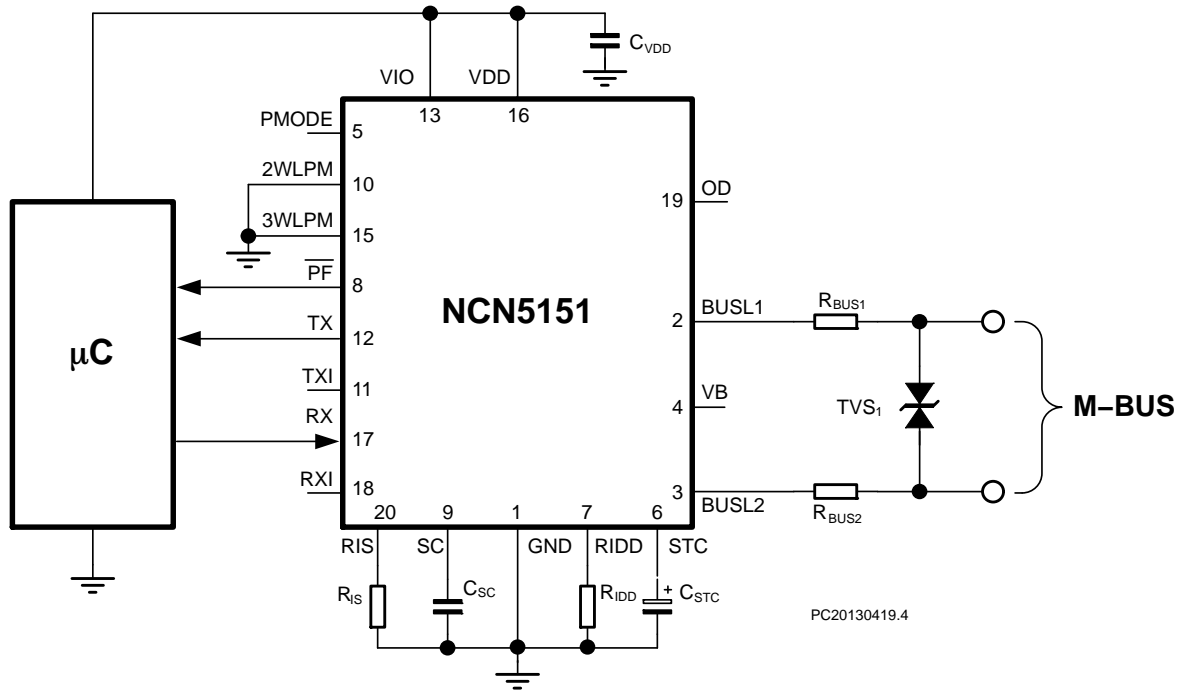 C_VDD
VIO
VDD
13
16
PMODE
5
2WLPM
10
3WLPM
15
PF
8
TX
12
TXI
11
RX
17
RXI
18
µC
NCN5151
19
OD
2
BUSL1
R_BUS1
4
VB
TVS_1
M–BUS
3
BUSL2
R_BUS2
20
9
1
7
6
RIS
SC
GND
RIDD
STC
R_IS
C_SC
R_IDD
+
C_STC
PC20130419.4